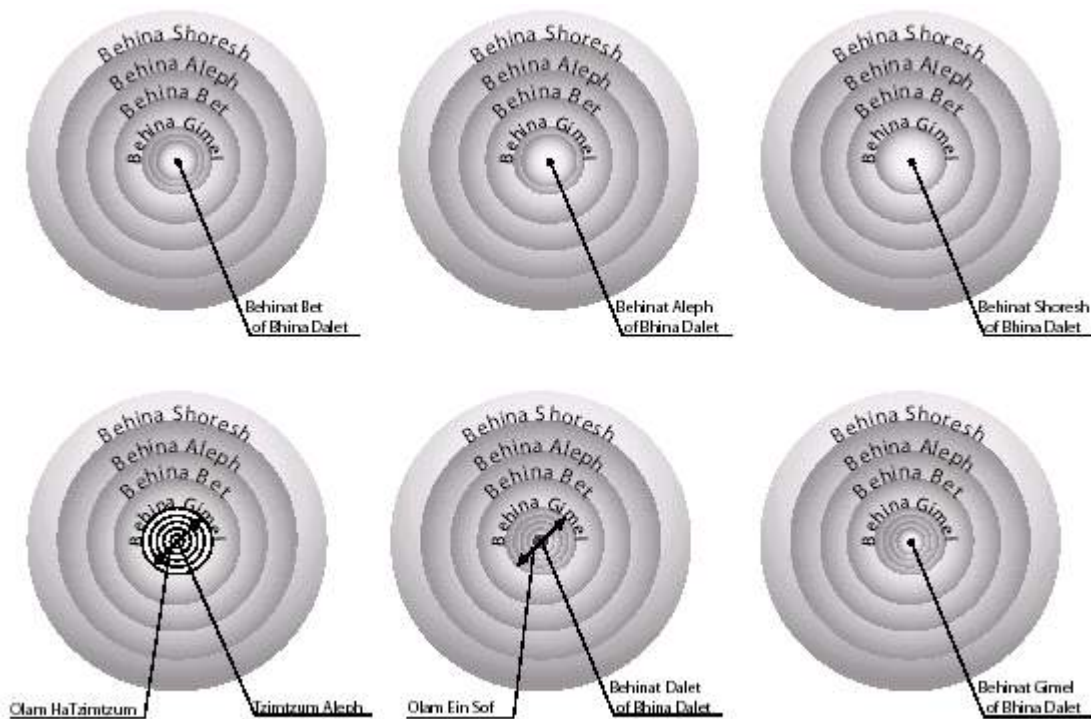 Behina Shoresh
Behina Aleph
Behina Bet
Behina Gimel
Behinat Bet
of Bhina Dalet
Behina Shoresh
Behina Aleph
Behina Bet
Behina Gimel
Behinat Aleph
of Bhina Dalet
Behina Shoresh
Behina Aleph
Behina Bet
Behina Gimel
Behinat Shoresh
of Bhina Dalet
Behina Shoresh
Behina Aleph
Behina Bet
Behina Gimel
Olam HaTzimtzum
Tzimtzum Aleph
Behina Shoresh
Behina Aleph
Behina Bet
Behina Gimel
Olam Ein Sof
Behinat Dalet
of Bhina Dalet
Behina Shoresh
Behina Aleph
Behina Bet
Behina Gimel
Behinat Gimel
of Bhina Dalet